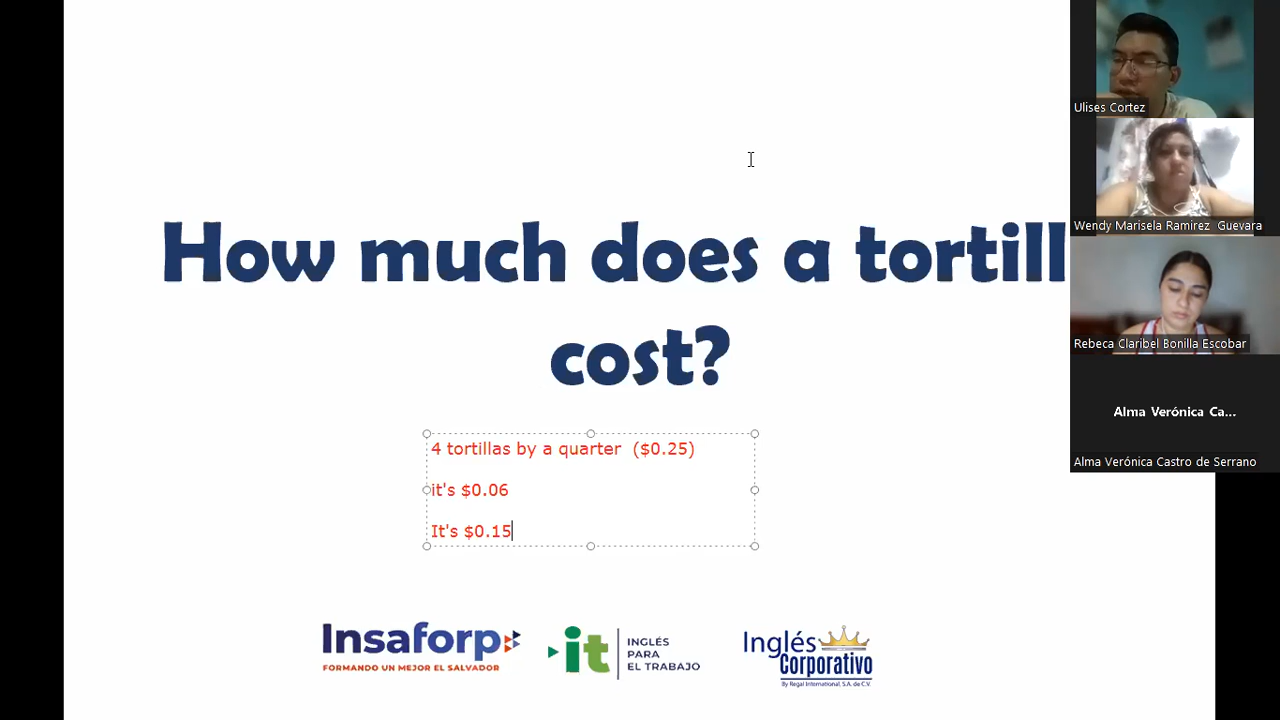 How much does a tortill
cost?
4 tortillas by a quarter ($0.25)
it's $0.06
It's $0.15
Insaforp
FORMANDO UN MEJOR EL SALVADOR
it
INGLÉS
PARA
EL TRABAJO
Inglés
Corporativo
By Regal International, S.A. de C.V.
Ulises Cortez
Wendy Marisela Ramirez Guevara
Rebeca Claribel Bonilla Escobar
Alma Verónica Ca...
Alma Verónica Castro de Serrano